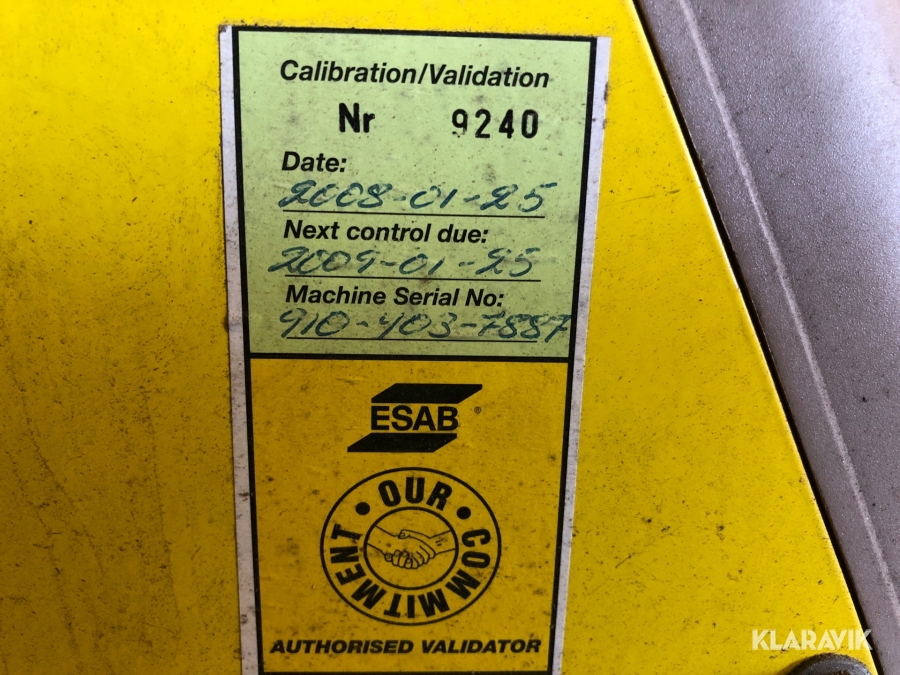 Calibration/Validation
Nr 9240
Date:
2008-01-25
Next control due:
2009-01-25
Machine Serial No:
910-403-7887
ESAB®
• OUR • COMMITMENT
AUTHORISED VALIDATOR
KLARAVIK